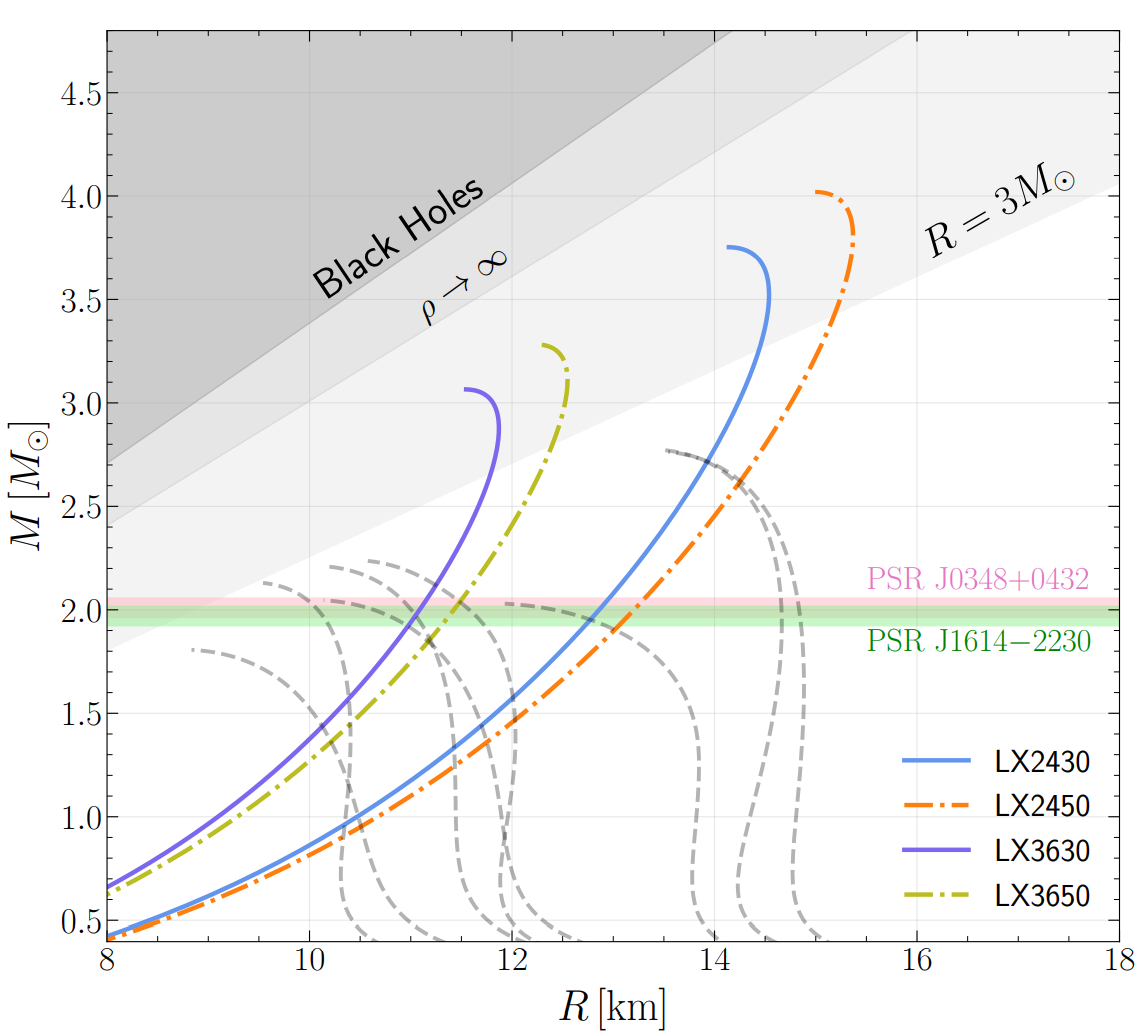 4.5
4.0
3.5
3.0
2.5
2.0
1.5
1.0
0.5
M [M⊙]
Black Holes
ρ → ∞
R = 3M⊙
PSR J0348+0432
PSR J1614−2230
LX2430
LX2450
LX3630
LX3650
8 10 12 14 16 18
R [km]